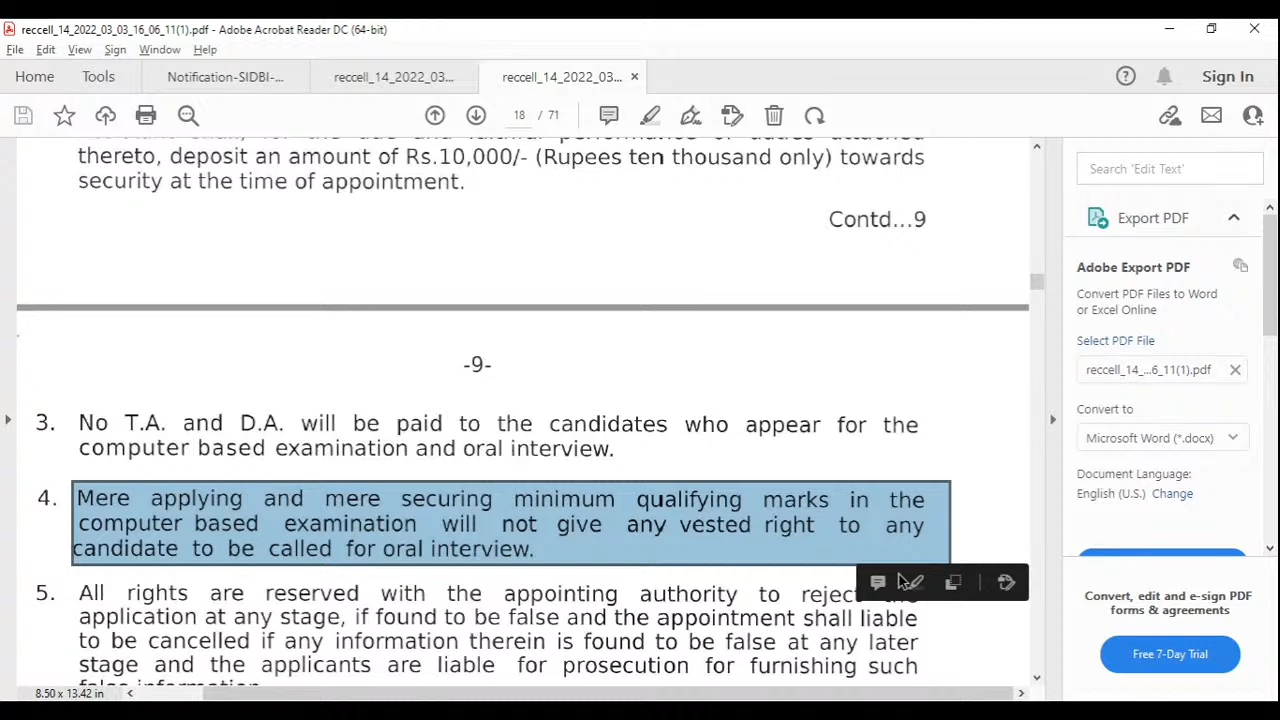 reccell_14_2022_03_03_16_06_11(1).pdf - Adobe Acrobat Reader DC (64-bit)
File Edit View Sign Window Help
Home Tools Notification-SIDBI-... reccell_14_2022_03... reccell_14_2022_03... × Sign In
18 / 71
performance of duties attached
thereto, deposit an amount of Rs.10,000/- (Rupees ten thousand only) towards
security at the time of appointment.
Contd...9
-9-
3. No T.A. and D.A. will be paid to the candidates who appear for the
computer based examination and oral interview.
4. Mere applying and mere securing minimum qualifying marks in the
computer based examination will not give any vested right to any
candidate to be called for oral interview.
5. All rights are reserved with the appointing authority to reject the
application at any stage, if found to be false and the appointment shall liable
to be cancelled if any information therein is found to be false at any later
stage and the applicants are liable for prosecution for furnishing such
false information.
8.50 x 13.42 in
Search 'Edit Text'
Export PDF
Adobe Export PDF
Convert PDF Files to Word
or Excel Online
Select PDF File
reccell_14_...6_11(1).pdf ×
Convert to
Microsoft Word (*.docx)
Document Language:
English (U.S.) Change
Convert, edit and e-sign PDF
forms & agreements
Free 7-Day Trial